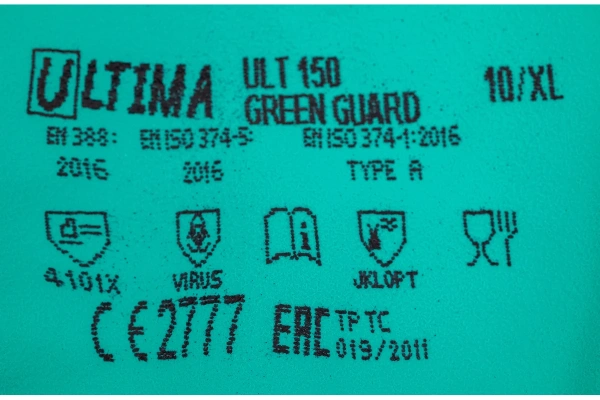 ULTIMA ULT 150 10/XL
GREEN GUARD
EN 388: EN ISO 374-5: EN ISO 374-1:2016
2016 2016 TYPE A
i
4101X VIRUS JKLOPT
CE 2777 EAC TP TC
019/2011